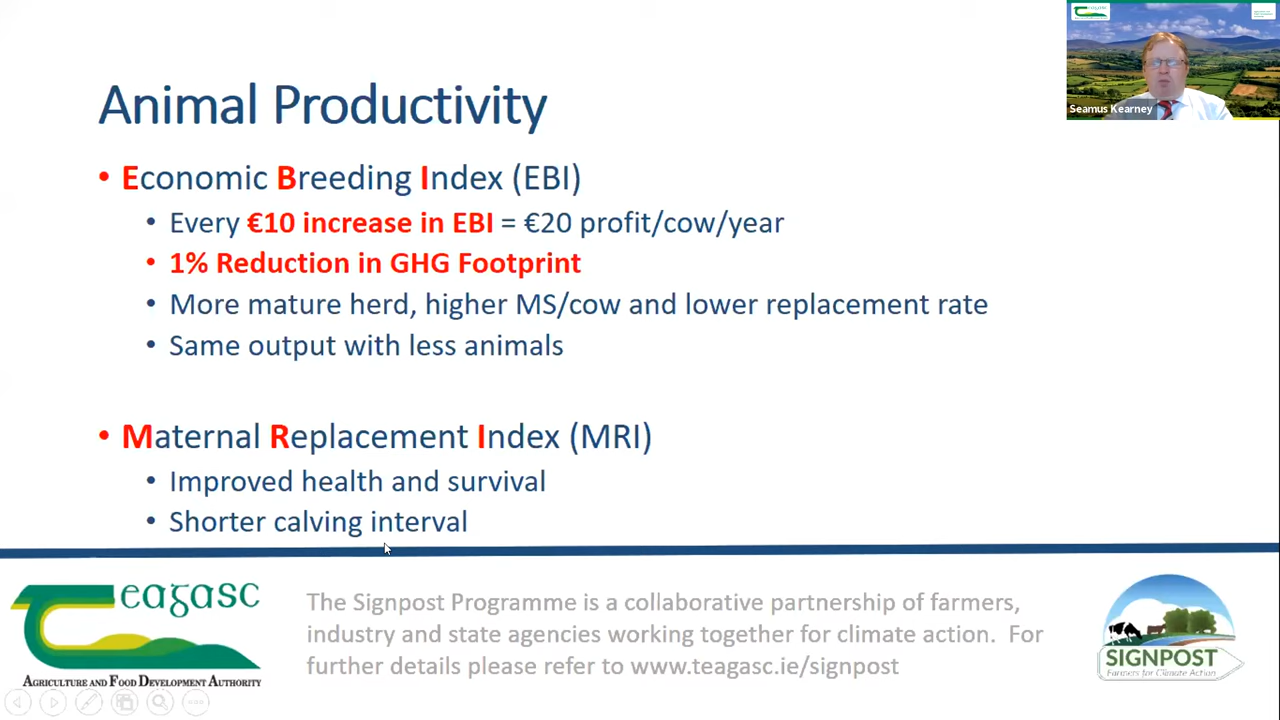 Animal Productivity
• Economic Breeding Index (EBI)
• Every €10 increase in EBI = €20 profit/cow/year
• 1% Reduction in GHG Footprint
• More mature herd, higher MS/cow and lower replacement rate
• Same output with less animals
• Maternal Replacement Index (MRI)
• Improved health and survival
• Shorter calving interval
Teagasc
AGRICULTURE AND FOOD DEVELOPMENT AUTHORITY
The Signpost Programme is a collaborative partnership of farmers,
industry and state agencies working together for climate action. For
further details please refer to www.teagasc.ie/signpost
SIGNPOST
Farmers for Climate Action
Teagasc
Seamus Kearney